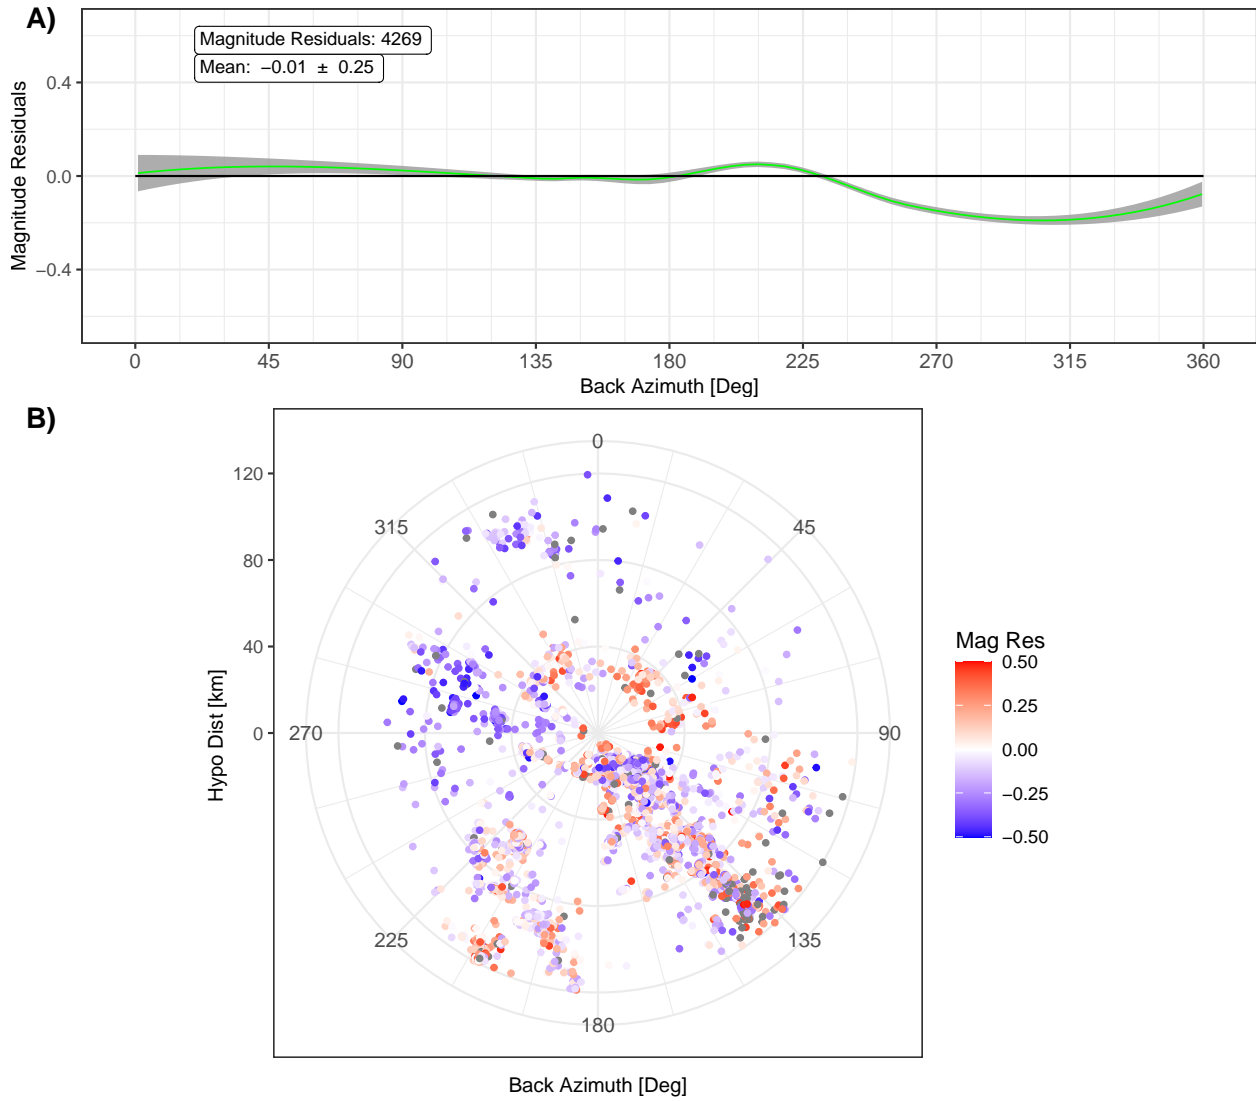 A)
Magnitude Residuals: 4269
Mean: −0.01 ± 0.25
Magnitude Residuals
0.4
0.0
−0.4
0 45 90 135 180 225 270 315 360
Back Azimuth [Deg]
B)
Hypo Dist [km]
120
80
40
0
0
45
90
135
180
225
270
315
Back Azimuth [Deg]
Mag Res
0.50
0.25
0.00
−0.25
−0.50